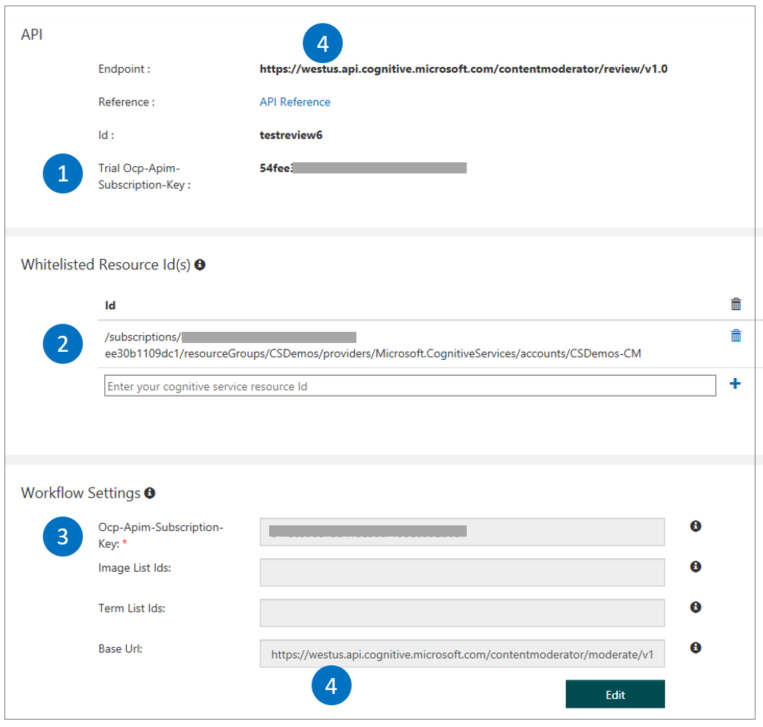 API
4
Endpoint :
https://westus.api.cognitive.microsoft.com/contentmoderator/review/v1.0
Reference :
API Reference
Id :
testreview6
1
Trial Ocp-Apim-
Subscription-Key :
54fee
Whitelisted Resource Id(s)
Id
2
/subscriptions/
ee30b1109dc1/resourceGroups/CSDemos/providers/Microsoft.CognitiveServices/accounts/CSDemos-CM
Enter your cognitive service resource Id
Workflow Settings
3
Ocp-Apim-Subscription-
Key: *
Image List Ids:
Term List Ids:
Base Url:
https://westus.api.cognitive.microsoft.com/contentmoderator/moderate/v1
4
Edit